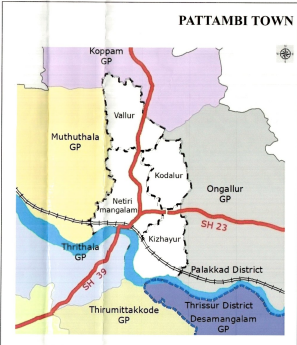 PATTAMBI TOWN
Koppam
GP
Vallur
Muthuthala
GP
Kodalur
Ongallur
GP
Netiri
mangalam
SH 23
Kizhayur
Thrithala
GP
Palakkad District
SH 39
Thrissur District
Desamangalam
GP
Thirumittakkode
GP